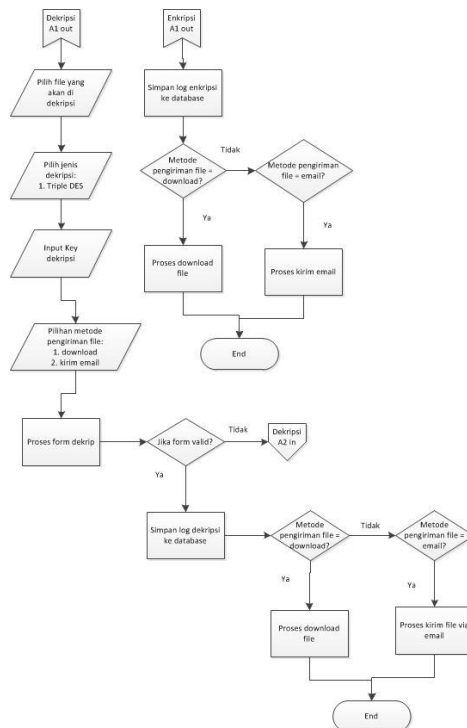 Dekripsi
A1 out
Pilih file yang
akan di
dekripsi
Pilih jenis
dekripsi:
1. Triple DES
Input Key
dekripsi
Pilihan metode
pengiriman file:
1. download
2. kirim email
Proses form dekrip
Enkripsi
A1 out
Simpan log enkripsi
ke database
Metode
pengiriman file =
download?
Tidak
Metode pengiriman
file = email?
Ya
Ya
Proses download
file
Proses kirim email
End
Jika form valid?
Tidak
Dekripsi
A2 in
Ya
Simpan log dekripsi
ke database
Metode
pengiriman file =
download?
Tidak
Metode
pengiriman file =
email?
Ya
Ya
Proses download
file
Proses kirim file via
email
End